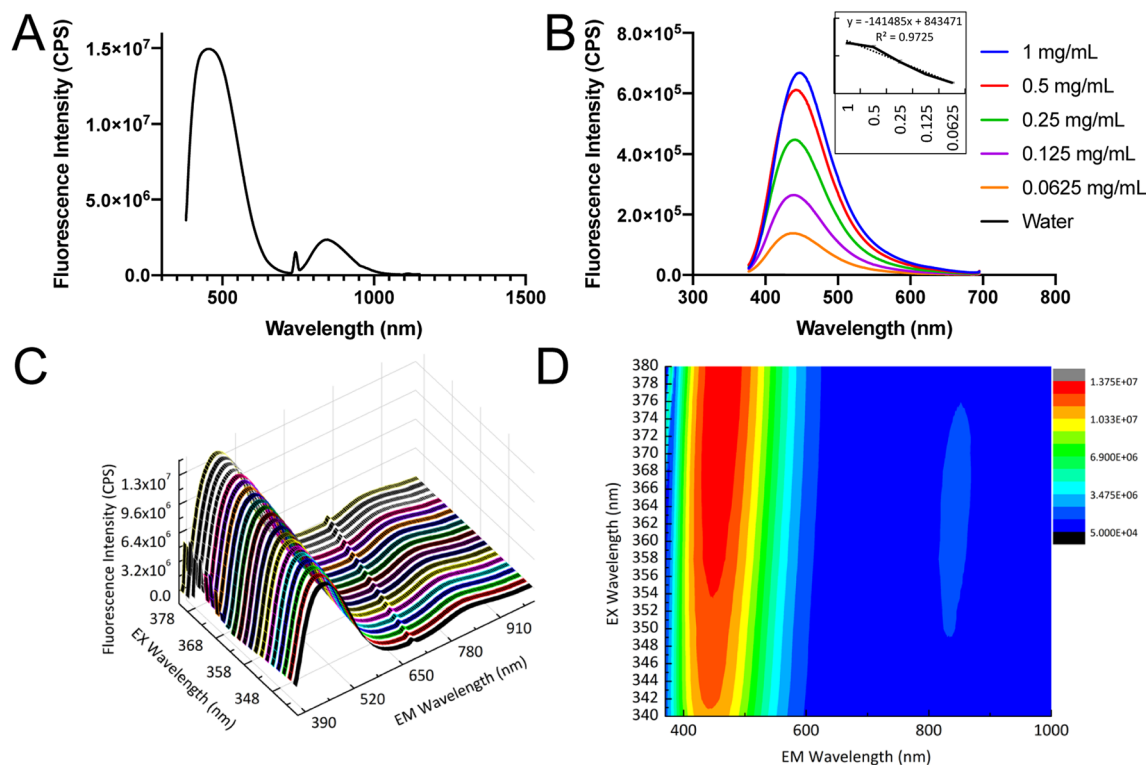 A
Fluorescence Intensity (CPS)
1.5×10⁷
1.0×10⁷
5.0×10⁶
0.0
500
1000
1500
Wavelength (nm)
B
Fluorescence Intensity (CPS)
8.0×10⁵
6.0×10⁵
4.0×10⁵
2.0×10⁵
0.0
300
400
500
600
700
800
Wavelength (nm)
y = -141485x + 843471
R² = 0.9725
1
0.5
0.25
0.125
0.0625
1 mg/mL
0.5 mg/mL
0.25 mg/mL
0.125 mg/mL
0.0625 mg/mL
Water
C
Fluorescence Intensity (CPS)
1.3x10⁷
9.6x10⁶
6.4x10⁶
3.2x10⁶
0.0
378
368
358
348
EX Wavelength (nm)
390
520
650
780
910
EM Wavelength (nm)
D
EX Wavelength (nm)
380
378
376
374
372
370
368
366
364
362
360
358
356
354
352
350
348
346
344
342
340
400
600
800
1000
EM Wavelength (nm)
1.375E+07
1.033E+07
6.900E+06
3.475E+06
5.000E+04